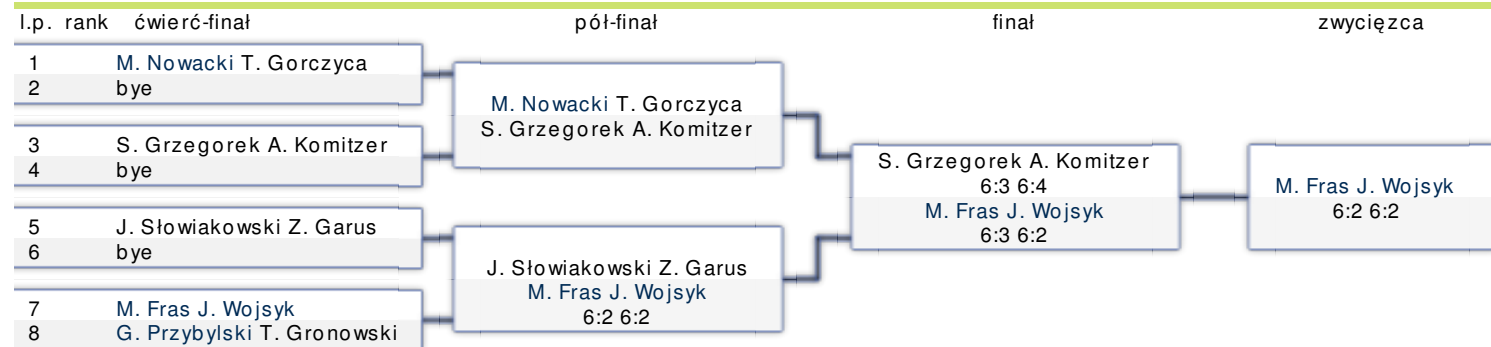 l.p. rank ćwierć-finał pół-finał finał zwycięzca
1 M. Nowacki T. Gorczyca
2 bye
M. Nowacki T. Gorczyca
S. Grzegorek A. Komitzer
3 S. Grzegorek A. Komitzer
4 bye
S. Grzegorek A. Komitzer
6:3 6:4
M. Fras J. Wojsyk
6:3 6:2
M. Fras J. Wojsyk
6:2 6:2
5 J. Słowiakowski Z. Garus
6 bye
J. Słowiakowski Z. Garus
M. Fras J. Wojsyk
6:2 6:2
7 M. Fras J. Wojsyk
8 G. Przybylski T. Gronowski